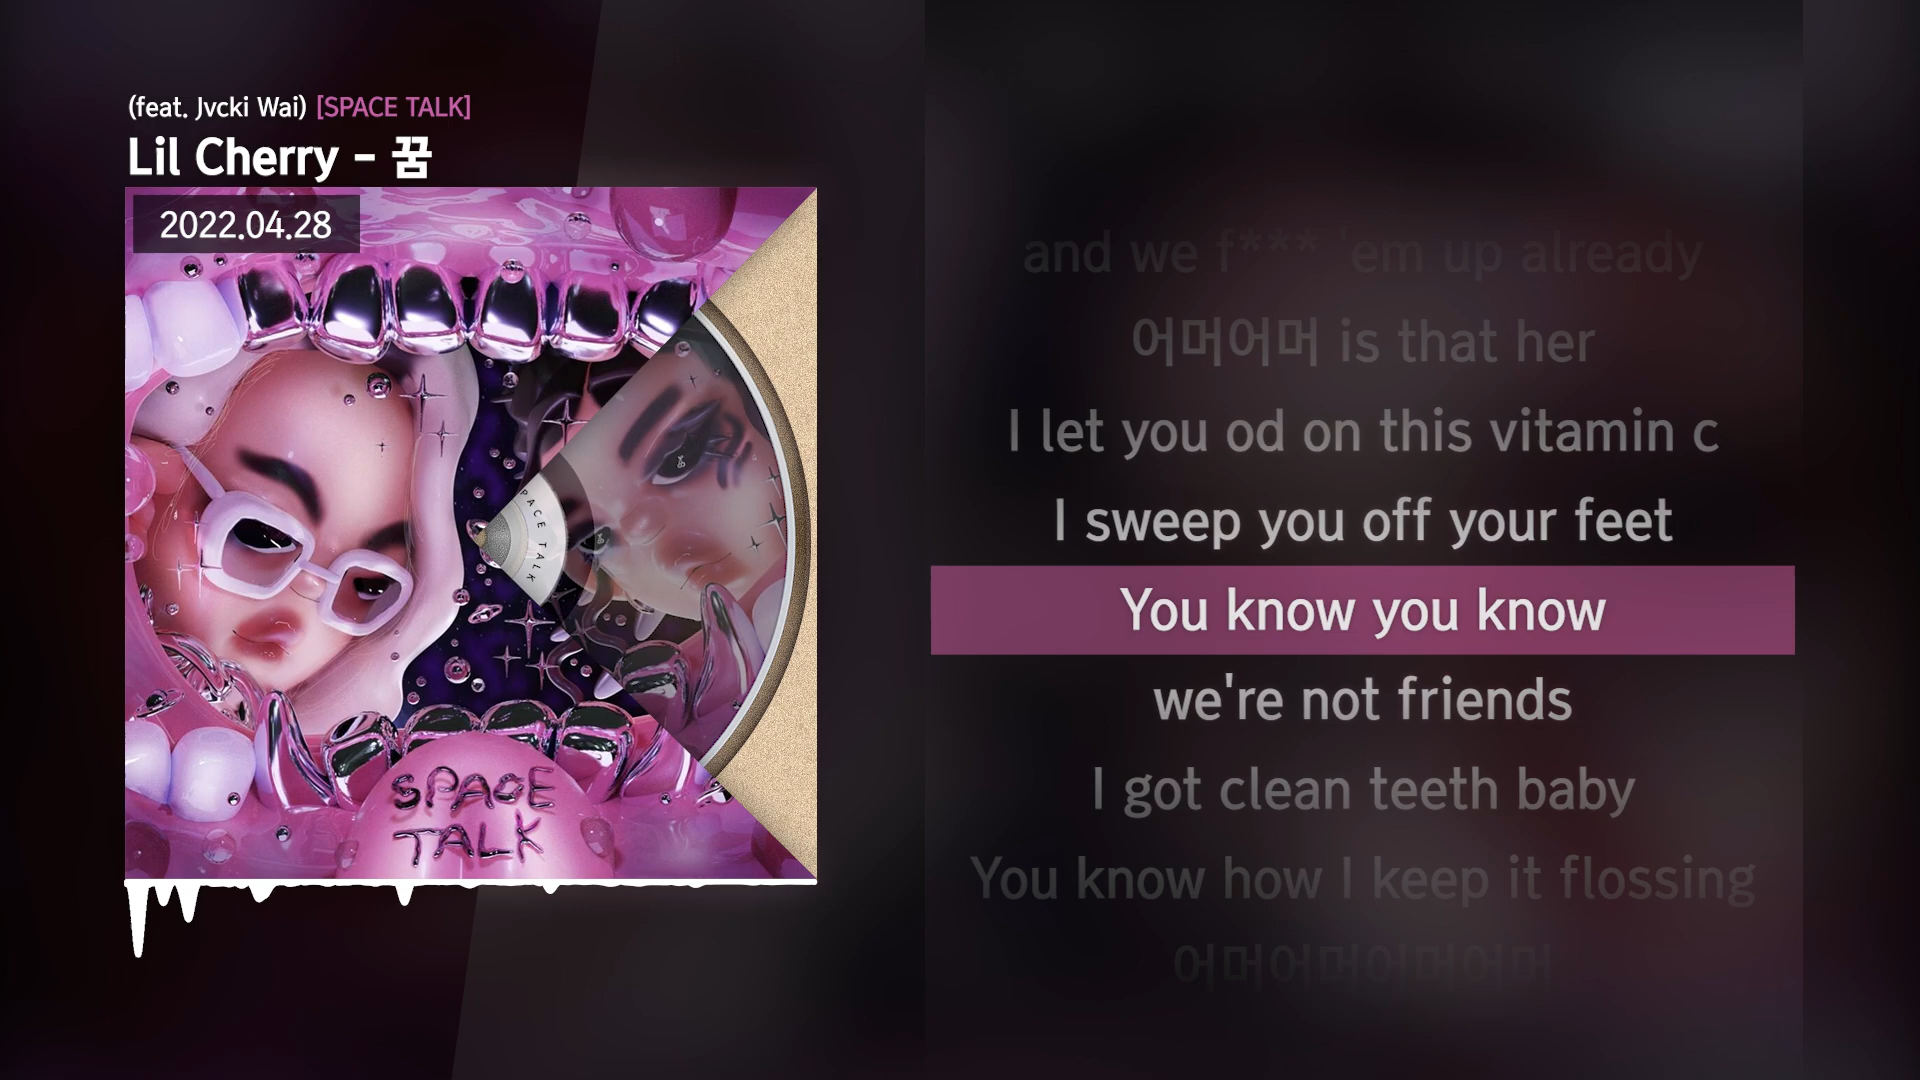 (feat. Jvcki Wai) [SPACE TALK]
Lil Cherry - 꿈
2022.04.28
SPACE TALK
SPACE
TALK
and we f*** 'em up already
어머어머 is that her
I let you od on this vitamin c
I sweep you off your feet
You know you know
we're not friends
I got clean teeth baby
You know how I keep it flossing
어머어머어머어머